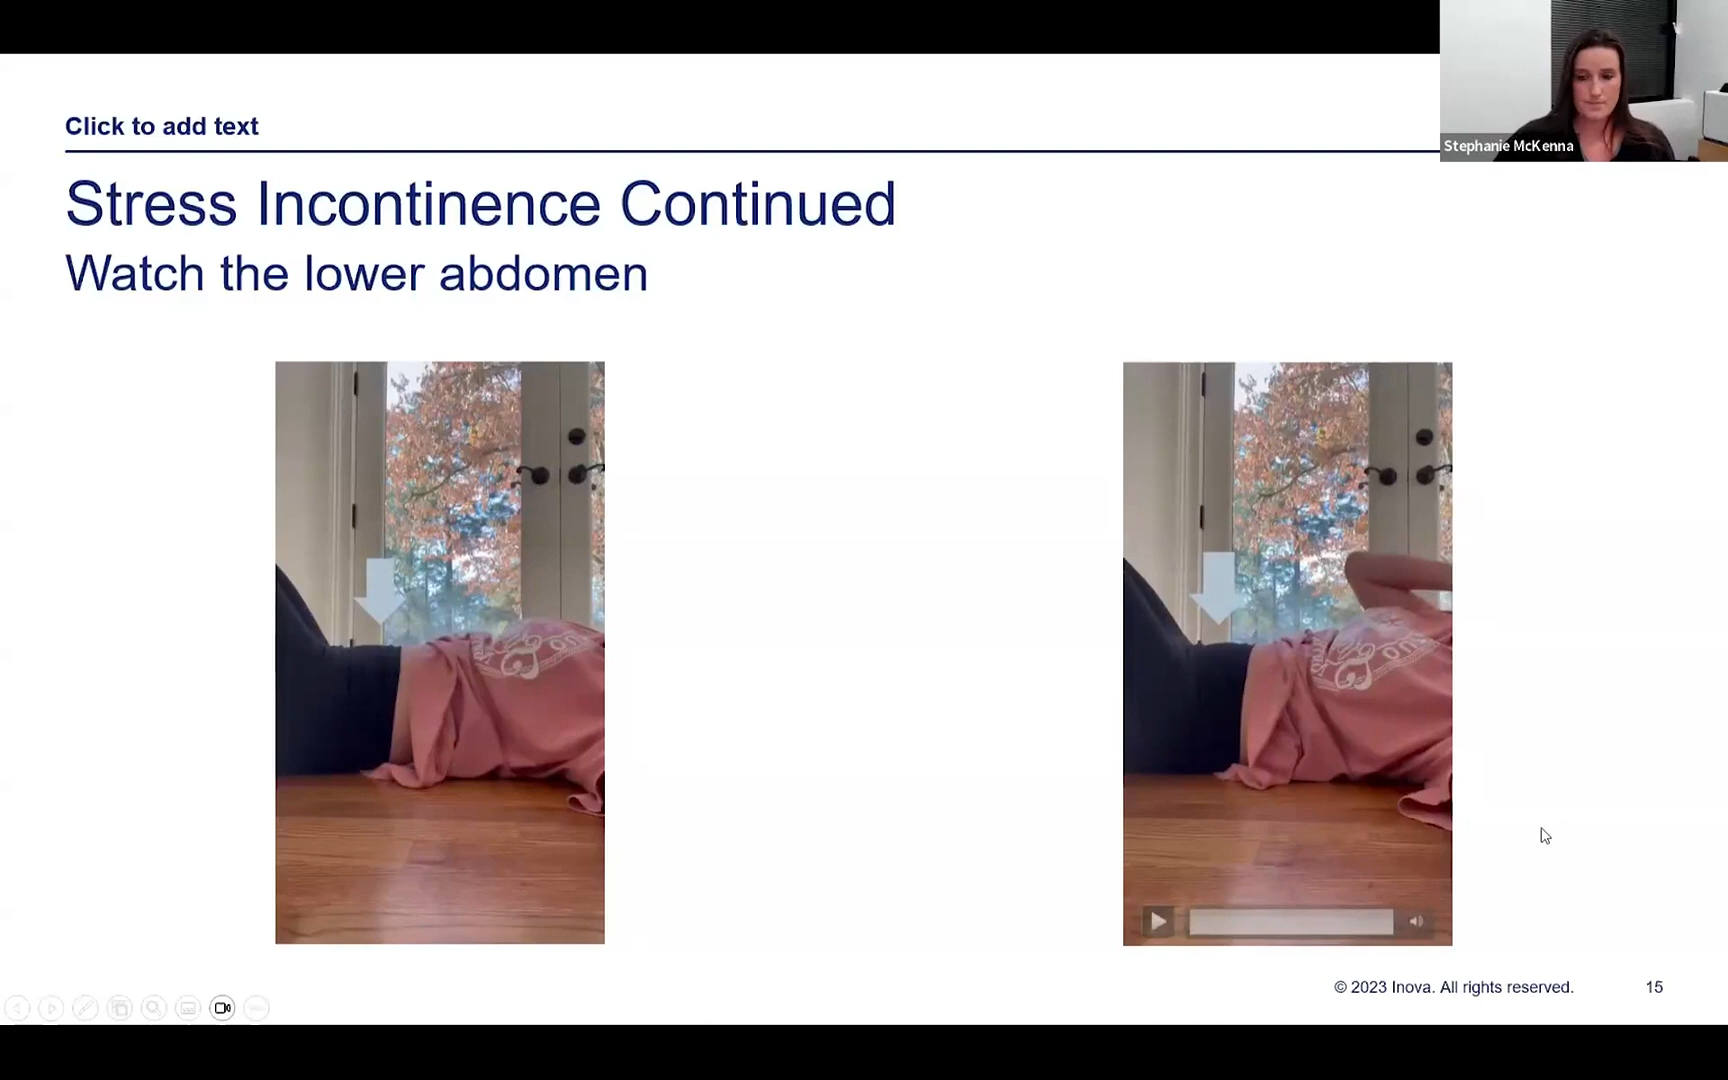 Click to add text
Stephanie McKenna
Stress Incontinence Continued
Watch the lower abdomen
© 2023 Inova. All rights reserved.
15